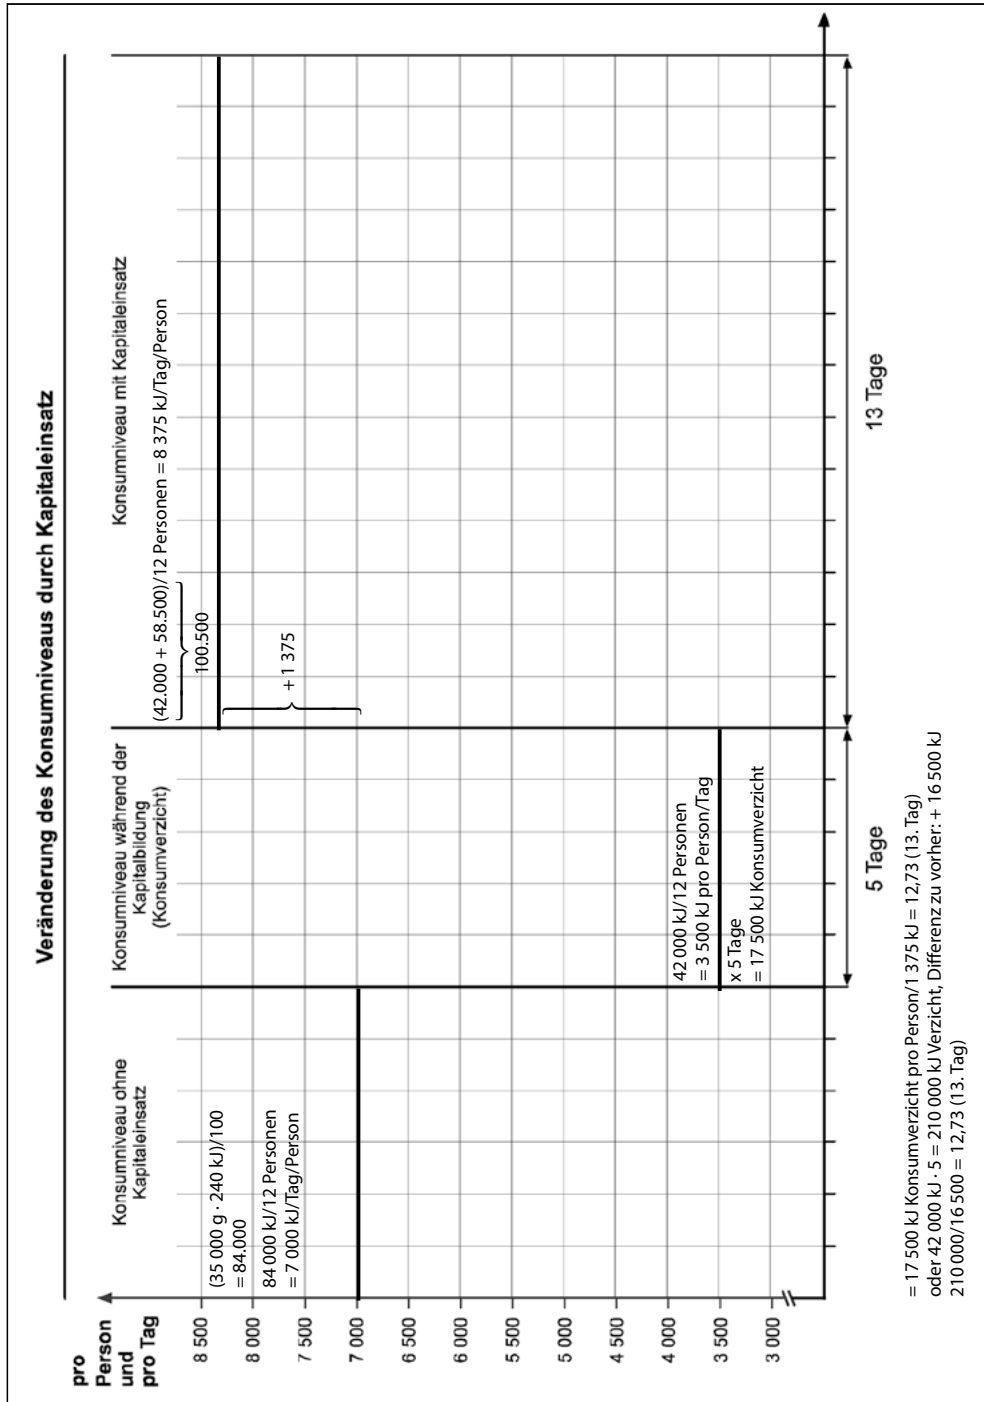 Veränderung des Konsumniveaus durch Kapitaleinsatz
pro
Person
und
pro Tag
Konsumniveau ohne
Kapitaleinsatz
Konsumniveau während der
Kapitalbildung
(Konsumverzicht)
Konsumniveau mit Kapitaleinsatz
(35 000 g · 240 kJ)/100
= 84.000
84 000 kJ/12 Personen
= 7 000 kJ/Tag/Person
(42.000 + 58.500)/12 Personen = 8 375 kJ/Tag/Person
100.500
+ 1 375
42 000 kJ/12 Personen
= 3 500 kJ pro Person/Tag
x 5 Tage
= 17 500 kJ Konsumverzicht
8 500
8 000
7 500
7 000
6 500
6 000
5 500
5 000
4 500
4 000
3 500
3 000
5 Tage
13 Tage
= 17 500 kJ Konsumverzicht pro Person/1 375 kJ = 12,73 (13. Tag)
oder 42 000 kJ · 5 = 210 000 kJ Verzicht, Differenz zu vorher: + 16 500 kJ
210 000/16 500 = 12,73 (13. Tag)